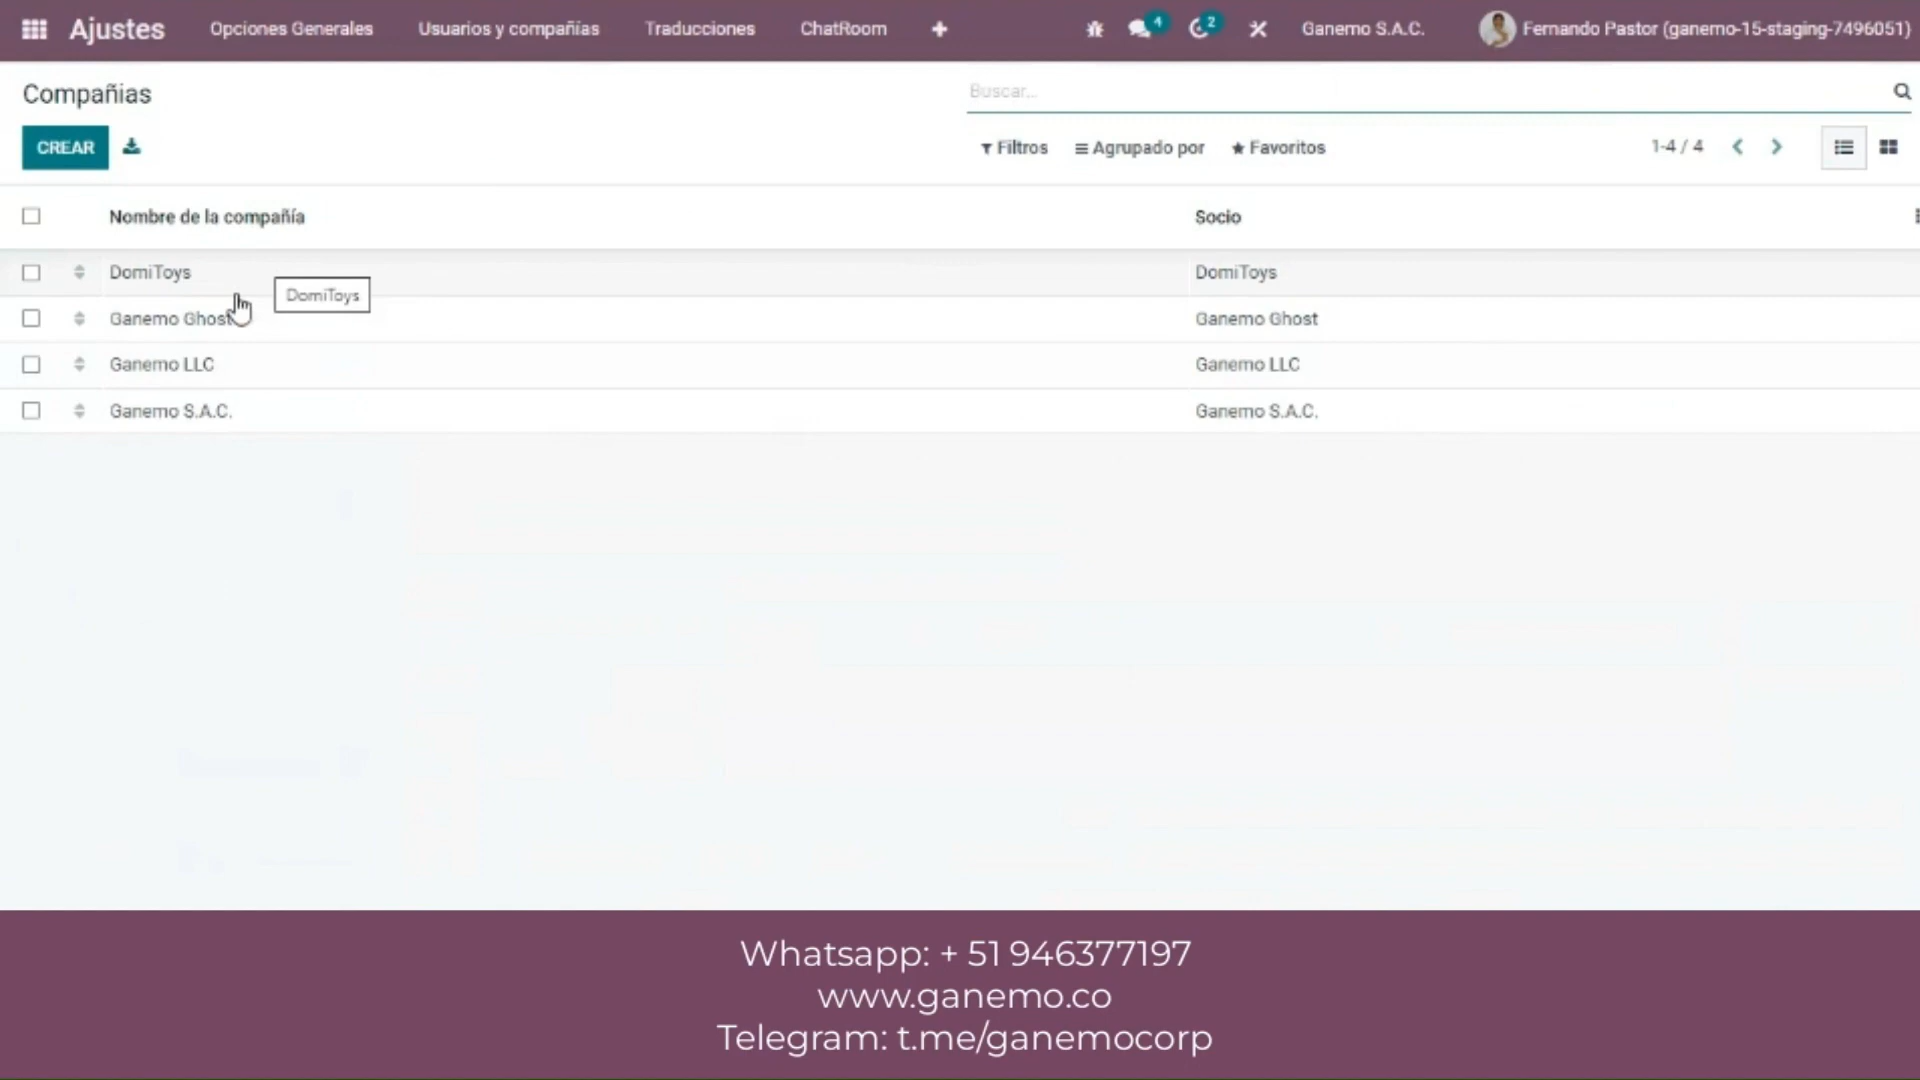 Ajustes Opciones Generales Usuarios y compañías Traducciones ChatRoom 4 2 Ganemo S.A.C. Fernando Pastor (ganemo-15-staging-7496051)
Compañias
Buscar...
CREAR
Filtros Agrupado por Favoritos 1-4 / 4
Nombre de la compañía Socio
DomiToys DomiToys
DomiToys
Ganemo Ghost Ganemo Ghost
Ganemo LLC Ganemo LLC
Ganemo S.A.C. Ganemo S.A.C.
Whatsapp: + 51 946377197
www.ganemo.co
Telegram: t.me/ganemocorp